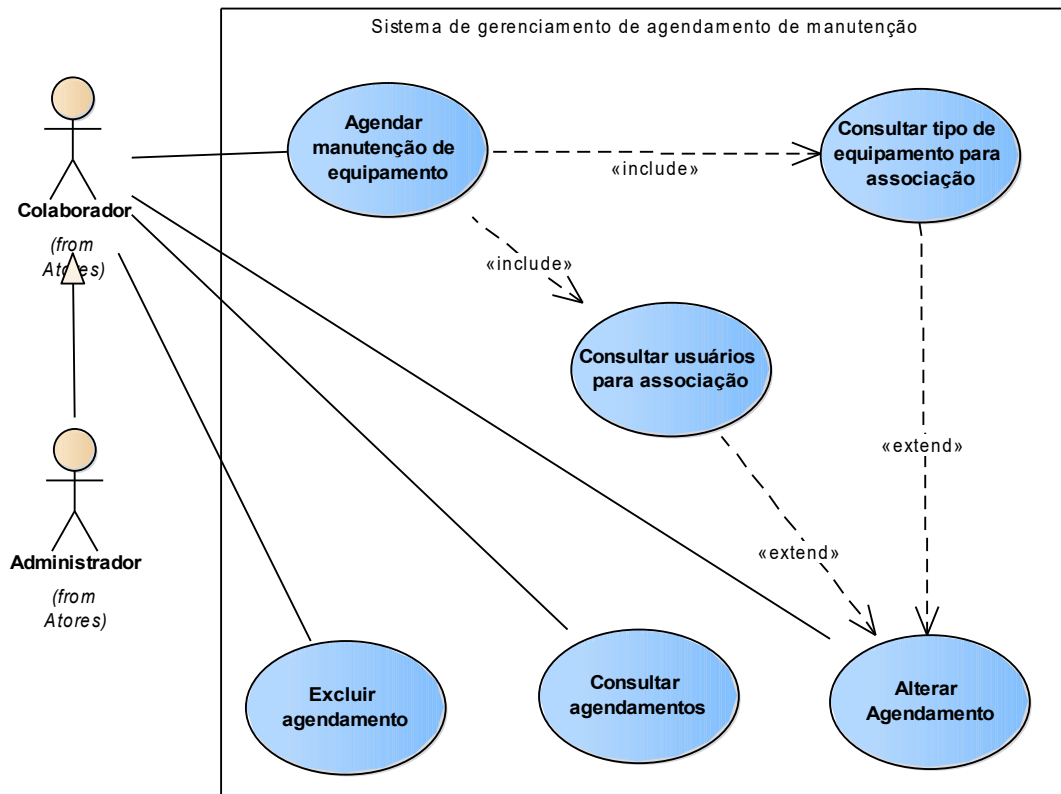 Sistema de gerenciamento de agendamento de manutenção
Agendar
manutenção de
equipamento
Consultar tipo de
equipamento para
associação
«include»
Colaborador
(from
Atores)
«include»
Consultar usuários
para associação
«extend»
Administrador
(from
Atores)
«extend»
Excluir
agendamento
Consultar
agendamentos
Alterar
Agendamento